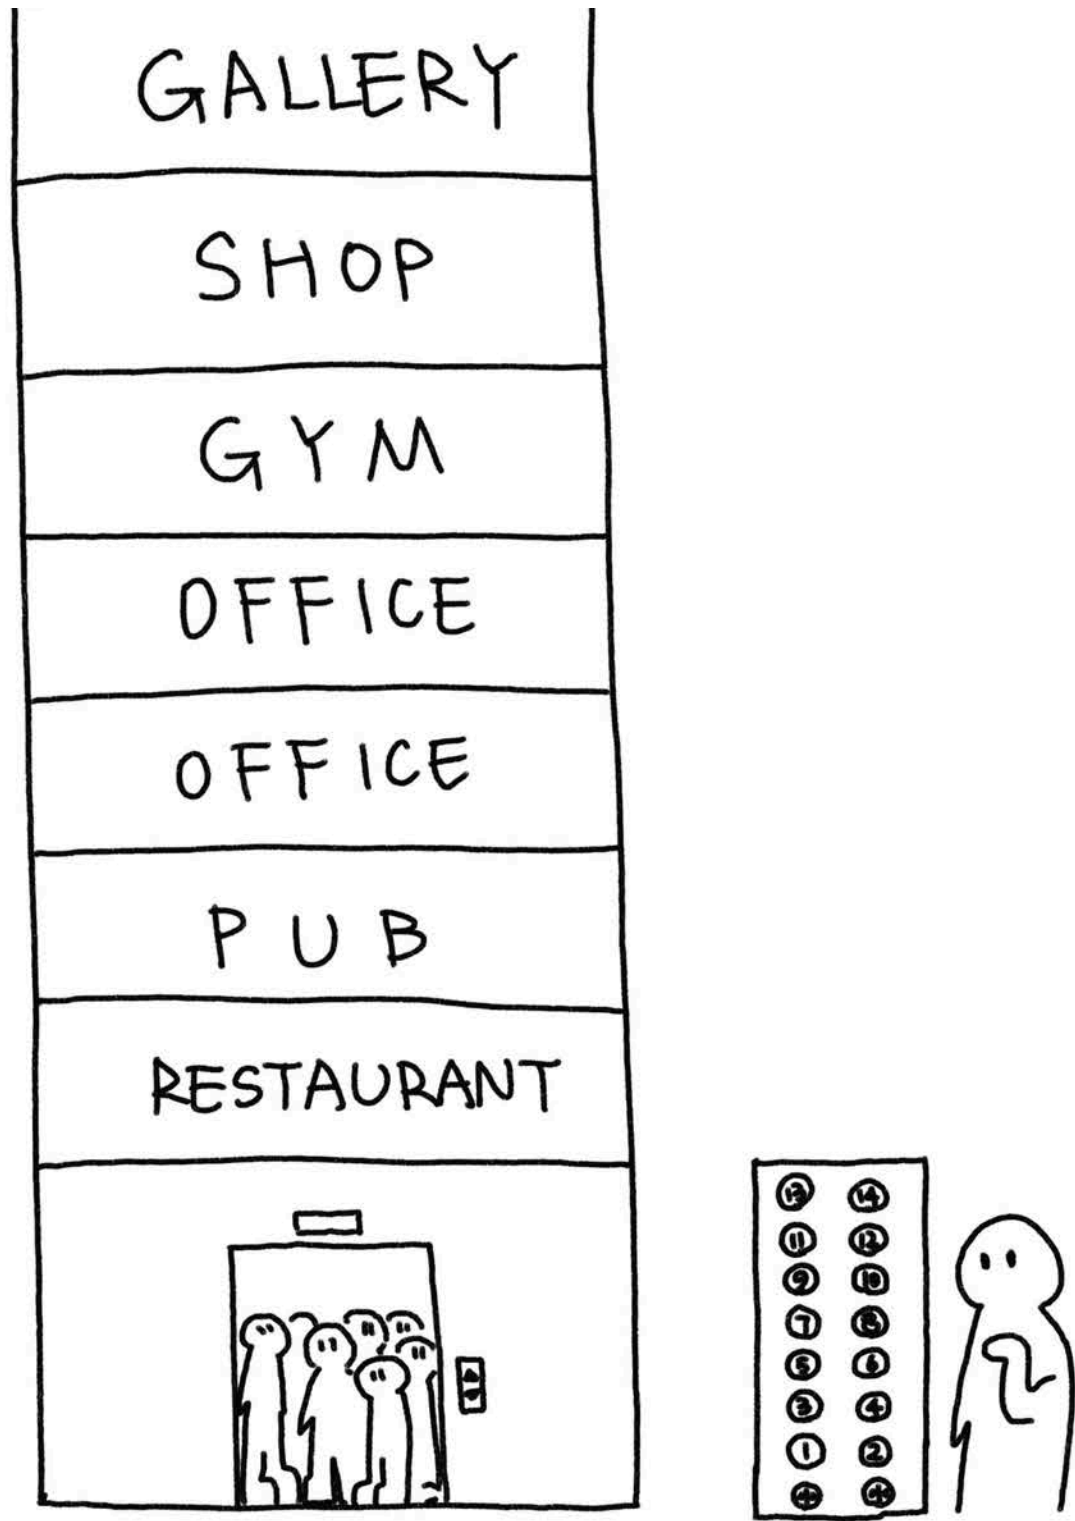 GALLERY
SHOP
GYM
OFFICE
OFFICE
PUB
RESTAURANT
13 14
11 12
9 10
7 8
5 6
3 4
1 2